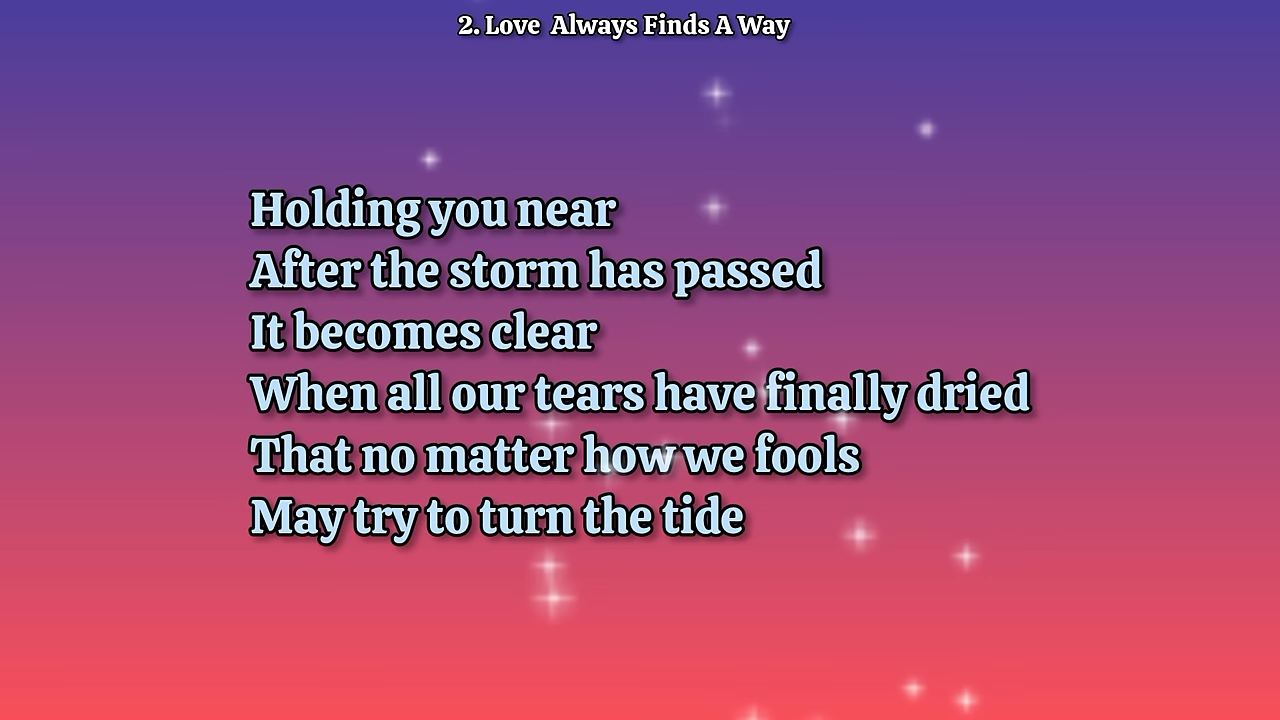 2. Love Always Finds A Way
Holding you near
After the storm has passed
It becomes clear
When all our tears have finally dried
That no matter how we fools
May try to turn the tide